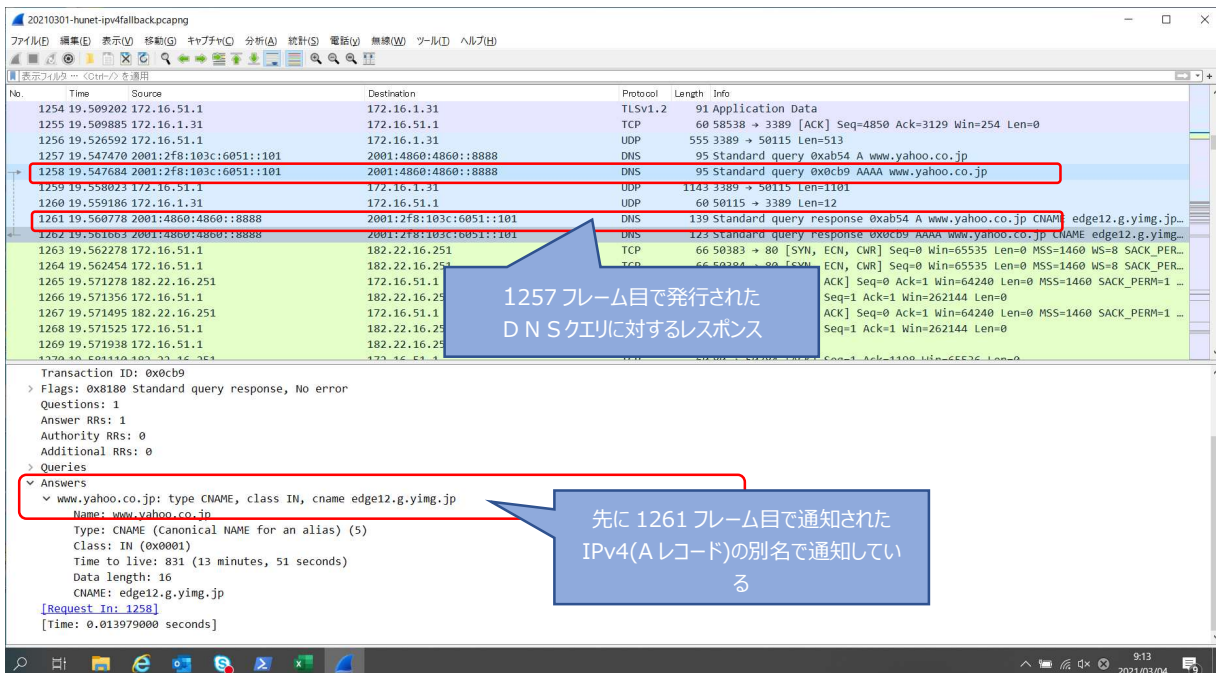 20210301-hunet-ipv4fallback.pcapng
ファイル(F) 編集(E) 表示(V) 移動(G) キャプチャ(C) 分析(A) 統計(S) 電話(y) 無線(W) ツール(T) ヘルプ(H)
表示フィルタ … <Ctrl-/> を適用
No. Time Source Destination Protocol Length Info
1254 19.509202 172.16.51.1 172.16.1.31 TLSv1.2 91 Application Data
1255 19.509885 172.16.1.31 172.16.51.1 TCP 60 58538 → 3389 [ACK] Seq=4850 Ack=3129 Win=254 Len=0
1256 19.526592 172.16.51.1 172.16.1.31 UDP 555 3389 → 50115 Len=513
1257 19.547470 2001:2f8:103c:6051::101 2001:4860:4860::8888 DNS 95 Standard query 0xab54 A www.yahoo.co.jp
1258 19.547684 2001:2f8:103c:6051::101 2001:4860:4860::8888 DNS 95 Standard query 0x0cb9 AAAA www.yahoo.co.jp
1259 19.558023 172.16.51.1 172.16.1.31 UDP 1143 3389 → 50115 Len=1101
1260 19.559186 172.16.1.31 172.16.51.1 UDP 60 50115 → 3389 Len=12
1261 19.560778 2001:4860:4860::8888 2001:2f8:103c:6051::101 DNS 139 Standard query response 0xab54 A www.yahoo.co.jp CNAME edge12.g.yimg.jp…
1262 19.561663 2001:4860:4860::8888 2001:2f8:103c:6051::101 DNS 123 Standard query response 0x0cb9 AAAA www.yahoo.co.jp CNAME edge12.g.yimg…
1263 19.562278 172.16.51.1 182.22.16.251 TCP 66 50383 → 80 [SYN, ECN, CWR] Seq=0 Win=65535 Len=0 MSS=1460 WS=8 SACK_PER…
1264 19.562454 172.16.51.1 182.22.16.251 TCP 66 50384 → 80 [SYN, ECN, CWR] Seq=0 Win=65535 Len=0 MSS=1460 WS=8 SACK_PER…
1265 19.571278 182.22.16.251 172.16.51.1 ACK] Seq=0 Ack=1 Win=64240 Len=0 MSS=1460 SACK_PERM=1 …
1266 19.571356 172.16.51.1 182.22.16.25 Seq=1 Ack=1 Win=262144 Len=0
1267 19.571495 182.22.16.251 172.16.51.1 ACK] Seq=0 Ack=1 Win=64240 Len=0 MSS=1460 SACK_PERM=1 …
1268 19.571525 172.16.51.1 182.22.16.25 Seq=1 Ack=1 Win=262144 Len=0
1269 19.571938 172.16.51.1 182.22.16.25
1257 フレーム目で発行された
ＤＮＳクエリに対するレスポンス
Transaction ID: 0x0cb9
Flags: 0x8180 Standard query response, No error
Questions: 1
Answer RRs: 1
Authority RRs: 0
Additional RRs: 0
Queries
Answers
www.yahoo.co.jp: type CNAME, class IN, cname edge12.g.yimg.jp
Name: www.yahoo.co.jp
Type: CNAME (Canonical NAME for an alias) (5)
Class: IN (0x0001)
Time to live: 831 (13 minutes, 51 seconds)
Data length: 16
CNAME: edge12.g.yimg.jp
[Request In: 1258]
[Time: 0.013979000 seconds]
先に 1261 フレーム目で通知された
IPv4(A レコード)の別名で通知してい
る
9:13
2021/03/04